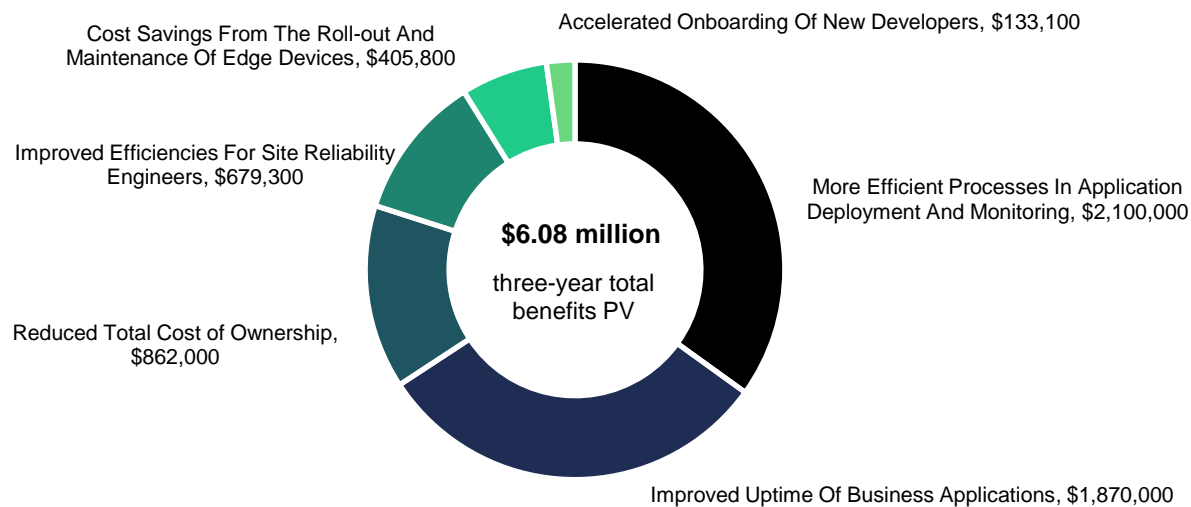 Accelerated Onboarding Of New Developers, $133,100
Cost Savings From The Roll-out And
Maintenance Of Edge Devices, $405,800
Improved Efficiencies For Site Reliability
Engineers, $679,300
More Efficient Processes In Application
Deployment And Monitoring, $2,100,000
$6.08 million
three-year total
benefits PV
Reduced Total Cost of Ownership,
$862,000
Improved Uptime Of Business Applications, $1,870,000